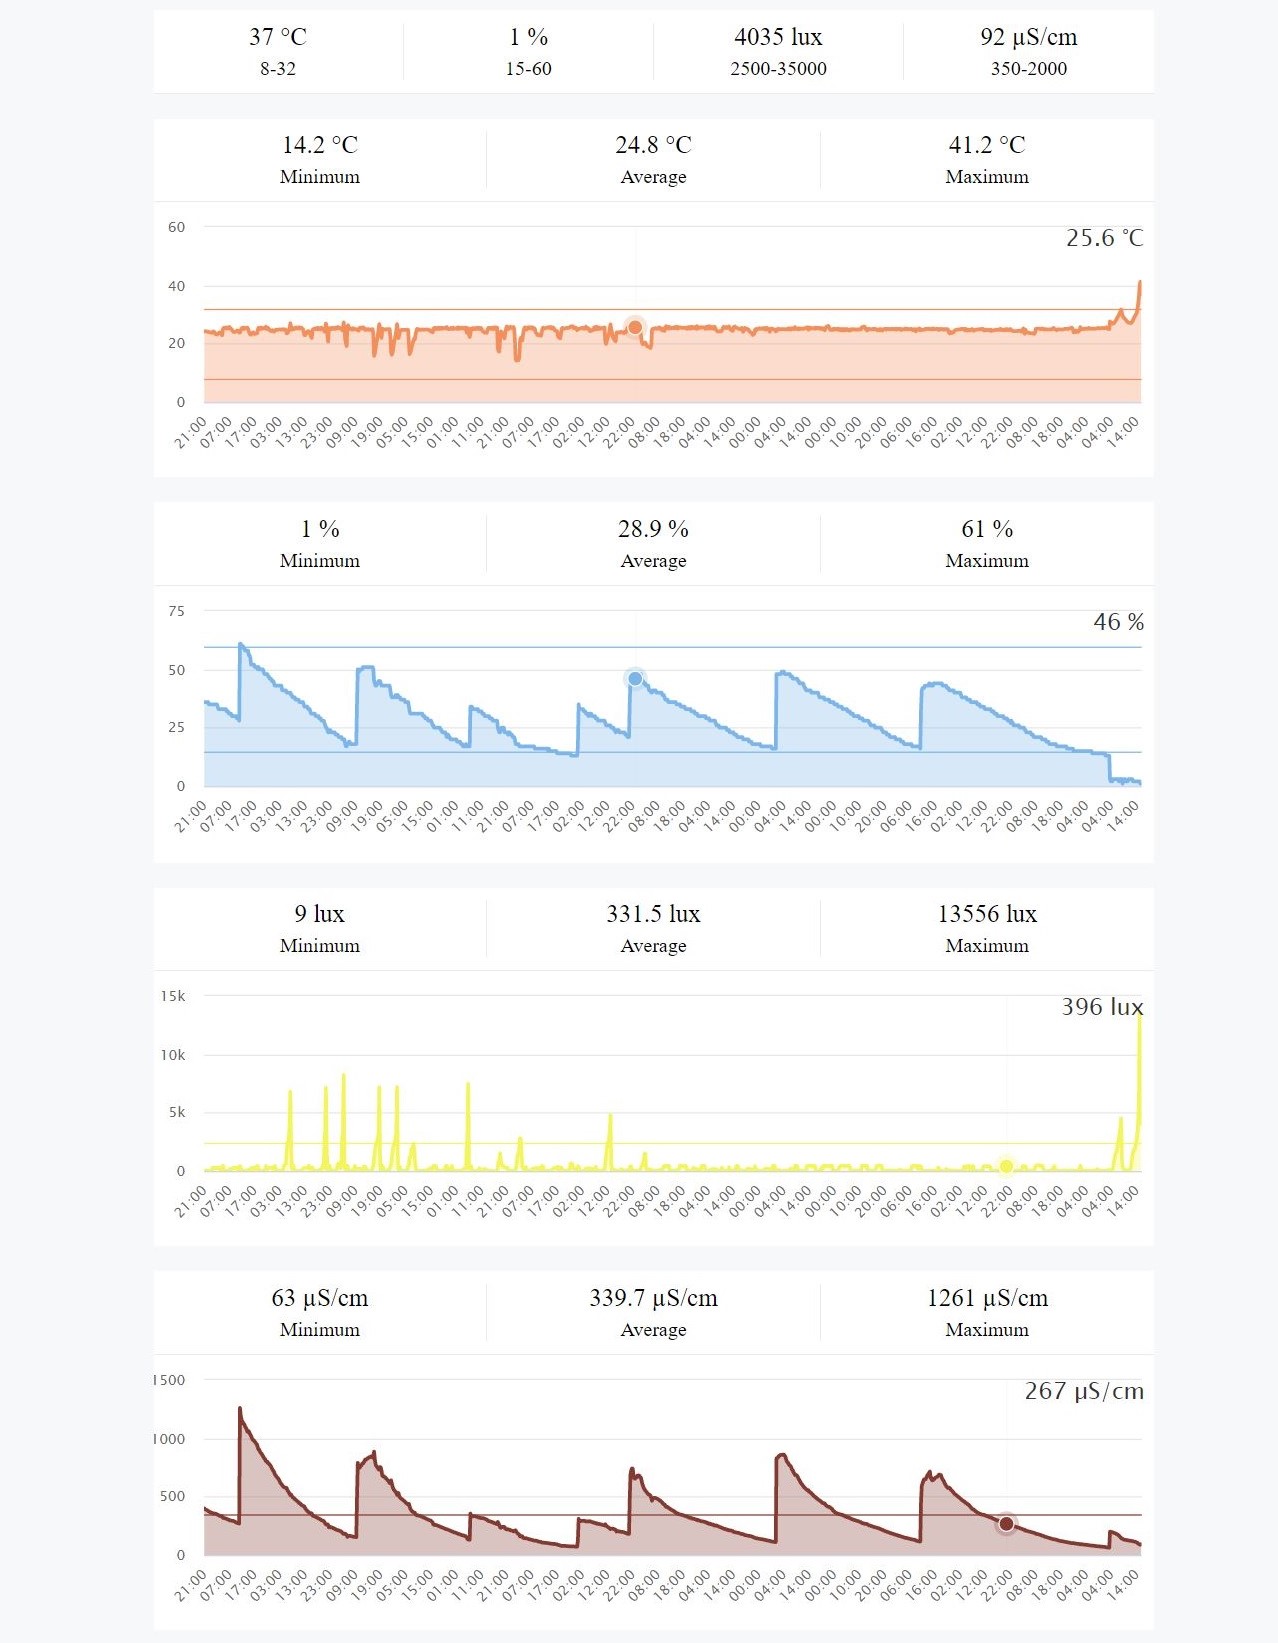 37 °C 1 % 4035 lux 92 µS/cm
8-32 15-60 2500-35000 350-2000
14.2 °C 24.8 °C 41.2 °C
Minimum Average Maximum
60
25.6 °C
40
20
0
21:00 07:00 17:00 03:00 13:00 23:00 09:00 19:00 05:00 15:00 01:00 11:00 21:00 07:00 17:00 02:00 12:00 22:00 08:00 18:00 04:00 14:00 00:00 04:00 14:00 00:00 10:00 20:00 06:00 16:00 02:00 12:00 22:00 08:00 18:00 04:00 04:00 14:00
1 % 28.9 % 61 %
Minimum Average Maximum
75
46 %
50
25
0
21:00 07:00 17:00 03:00 13:00 23:00 09:00 19:00 05:00 15:00 01:00 11:00 21:00 07:00 17:00 02:00 12:00 22:00 08:00 18:00 04:00 14:00 00:00 04:00 14:00 00:00 10:00 20:00 06:00 16:00 02:00 12:00 22:00 08:00 18:00 04:00 04:00 14:00
9 lux 331.5 lux 13556 lux
Minimum Average Maximum
15k
396 lux
10k
5k
0
21:00 07:00 17:00 03:00 13:00 23:00 09:00 19:00 05:00 15:00 01:00 11:00 21:00 07:00 17:00 02:00 12:00 22:00 08:00 18:00 04:00 14:00 00:00 04:00 14:00 00:00 10:00 20:00 06:00 16:00 02:00 12:00 22:00 08:00 18:00 04:00 04:00 14:00
63 µS/cm 339.7 µS/cm 1261 µS/cm
Minimum Average Maximum
1500
267 µS/cm
1000
500
0
21:00 07:00 17:00 03:00 13:00 23:00 09:00 19:00 05:00 15:00 01:00 11:00 21:00 07:00 17:00 02:00 12:00 22:00 08:00 18:00 04:00 14:00 00:00 04:00 14:00 00:00 10:00 20:00 06:00 16:00 02:00 12:00 22:00 08:00 18:00 04:00 04:00 14:00